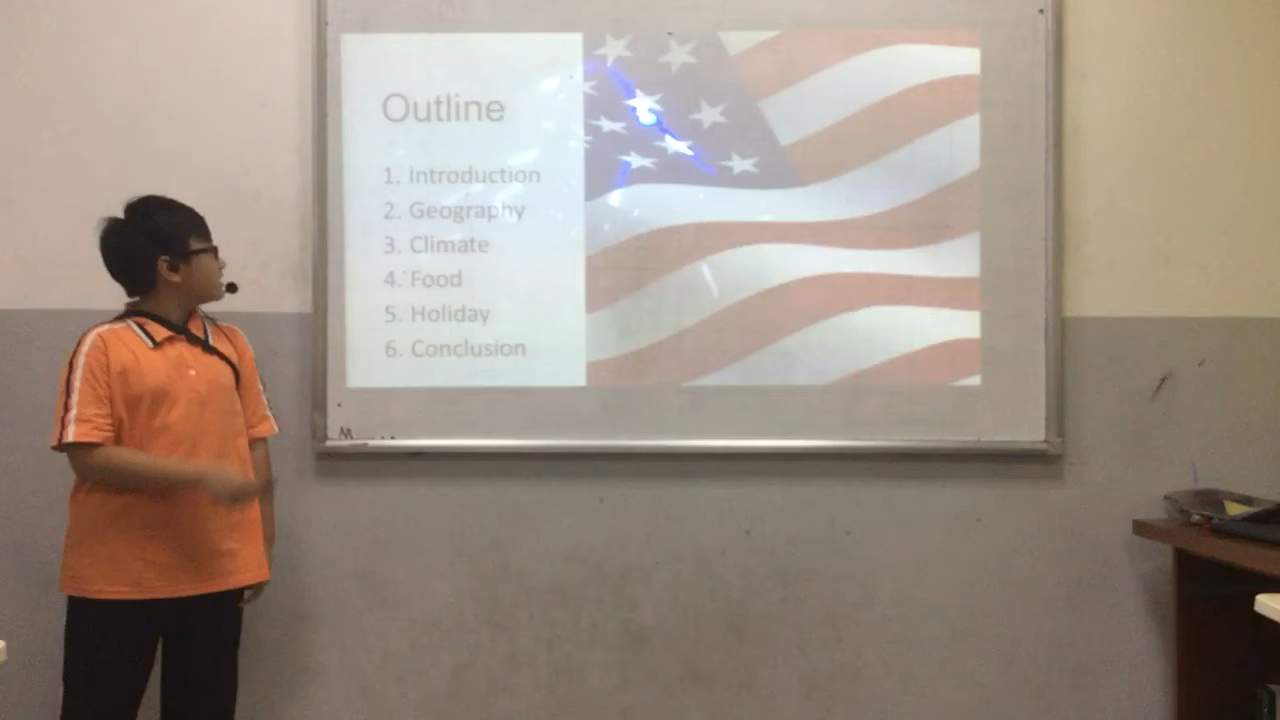 Outline
1. Introduction
2. Geography
3. Climate
4. Food
5. Holiday
6. Conclusion
M